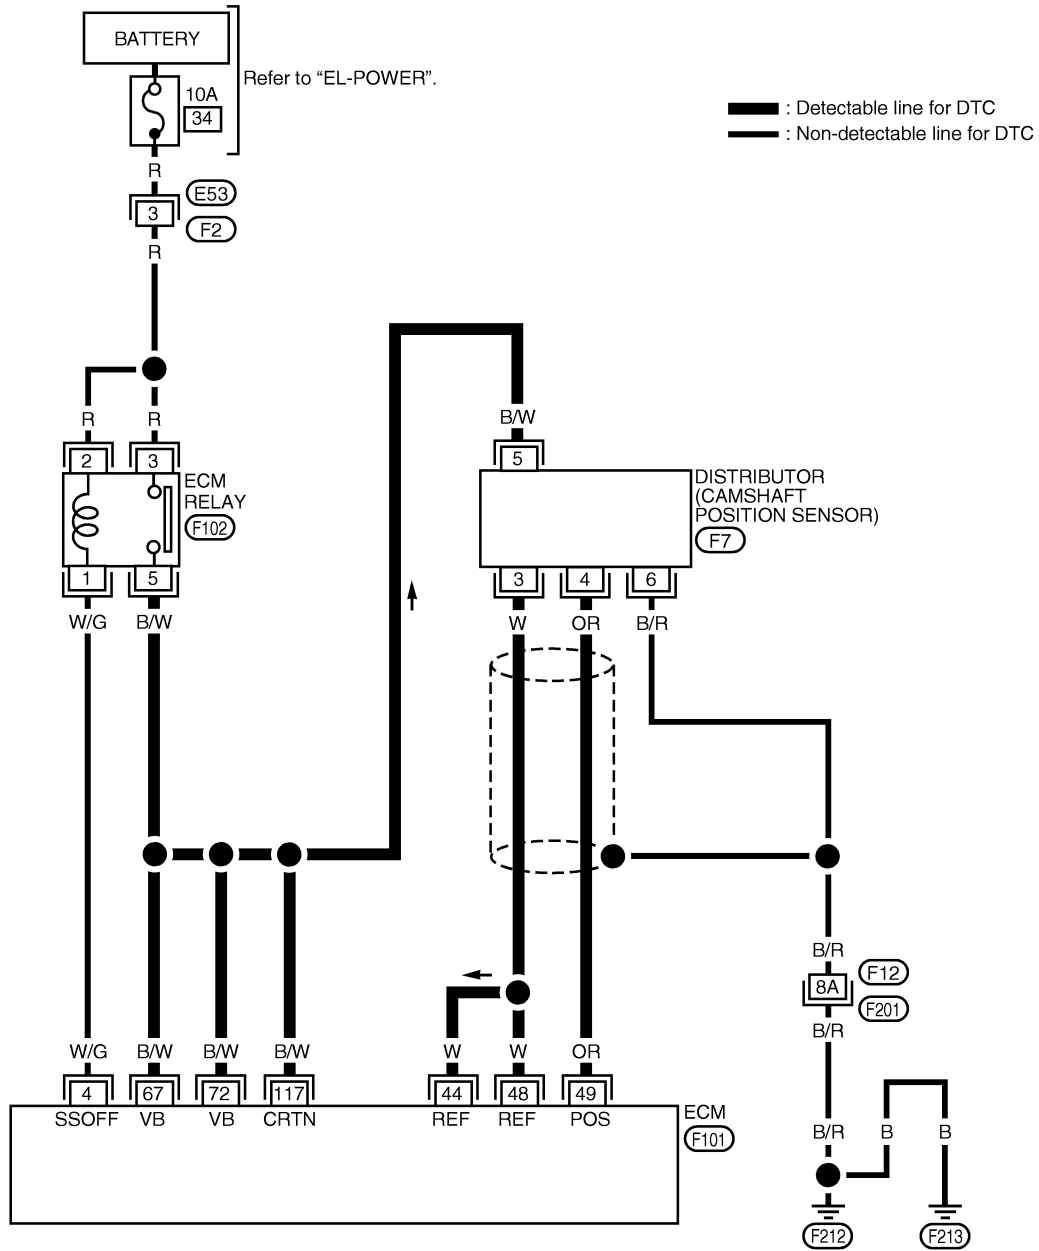 BATTERY
Refer to “EL-POWER”.
10A
34
: Detectable line for DTC
: Non-detectable line for DTC
R
E53
3
F2
R
R R
B/W
2 3
5
ECM
RELAY
F102
DISTRIBUTOR
(CAMSHAFT
POSITION SENSOR)
F7
1 5
3 4 6
W/G B/W
W OR B/R
B/R
F12
8A
F201
B/R
W/G B/W B/W B/W W W OR
4 67 72 117 44 48 49
SSOFF VB VB CRTN REF REF POS
ECM
F101
B/R B B
F212 F213